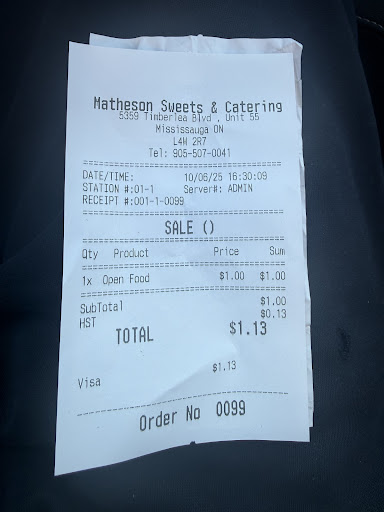 Matheson Sweets & Catering
5359 Timberlea Blvd , Unit 55
Mississauga ON
L4W 2R7
Tel: 905-507-0041
DATE/TIME: 10/06/25 16:30:09
STATION #:01-1 Server#: ADMIN
RECEIPT #:001-1-0099
SALE ()
Qty Product Price Sum
1x Open Food $1.00 $1.00
SubTotal $1.00
HST $0.13
TOTAL $1.13
$1.13
Visa
Order No 0099